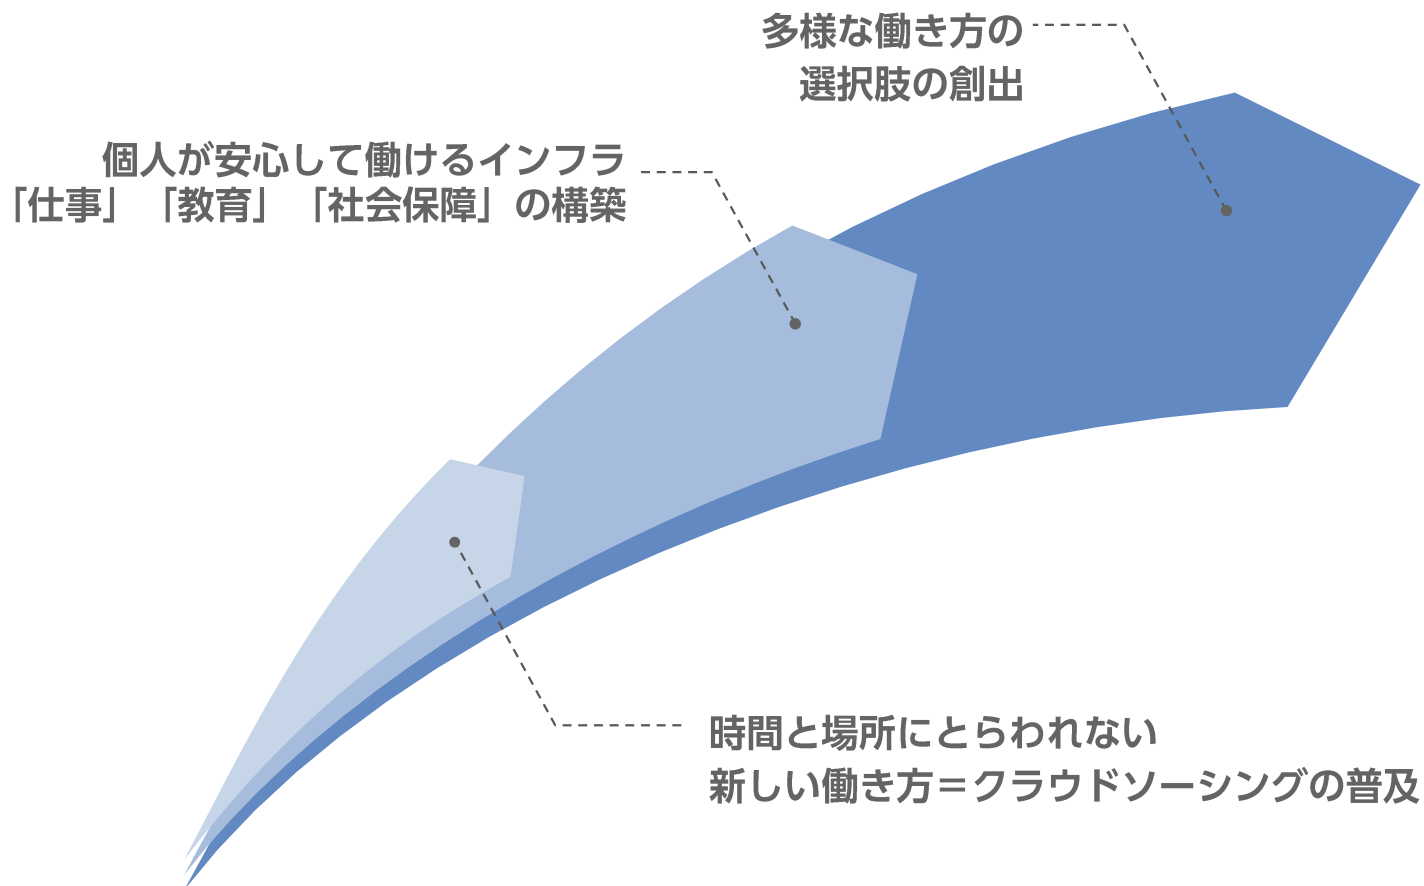 多様な働き方の
選択肢の創出
個人が安心して働けるインフラ
「仕事」「教育」「社会保障」の構築
時間と場所にとらわれない
新しい働き方＝クラウドソーシングの普及